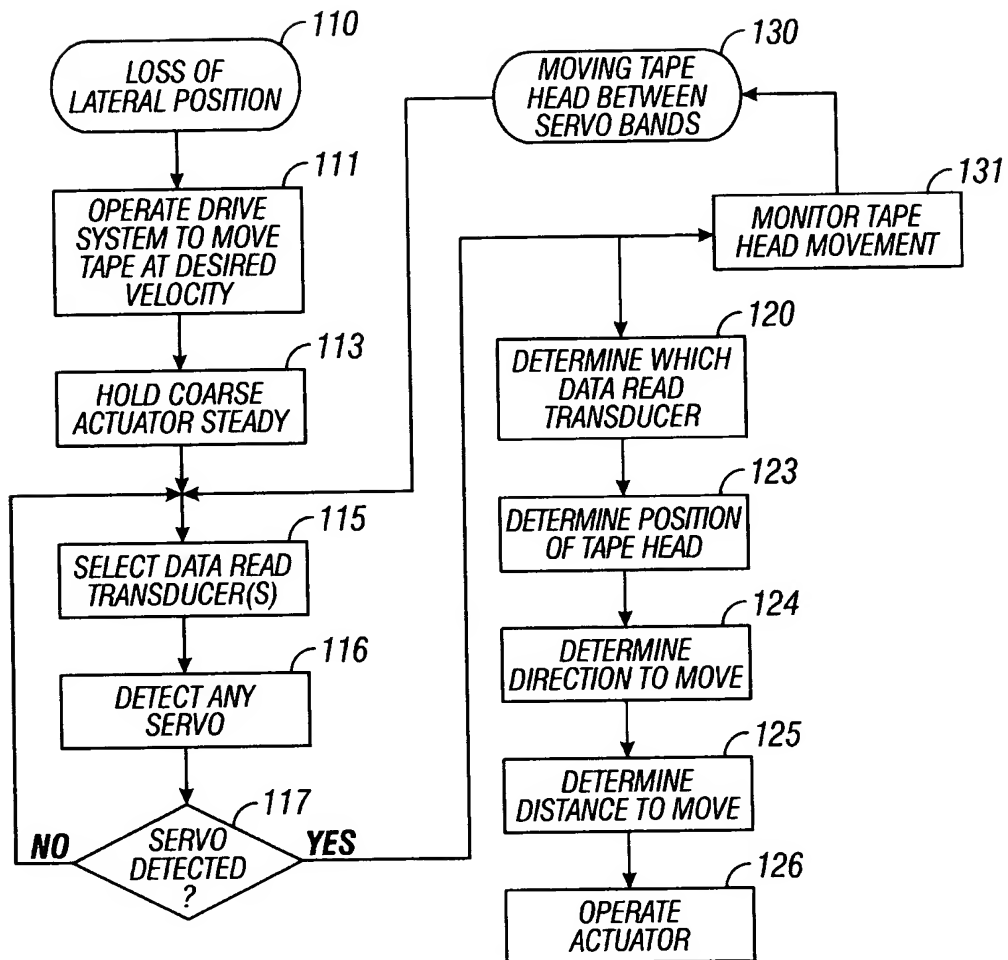 110
LOSS OF
LATERAL POSITION
111
OPERATE DRIVE
SYSTEM TO MOVE
TAPE AT DESIRED
VELOCITY
113
HOLD COARSE
ACTUATOR STEADY
115
SELECT DATA READ
TRANSDUCER(S)
116
DETECT ANY
SERVO
117
SERVO
DETECTED
?
NO
YES
130
MOVING TAPE
HEAD BETWEEN
SERVO BANDS
131
MONITOR TAPE
HEAD MOVEMENT
120
DETERMINE WHICH
DATA READ
TRANSDUCER
123
DETERMINE POSITION
OF TAPE HEAD
124
DETERMINE
DIRECTION TO MOVE
125
DETERMINE
DISTANCE TO MOVE
126
OPERATE
ACTUATOR